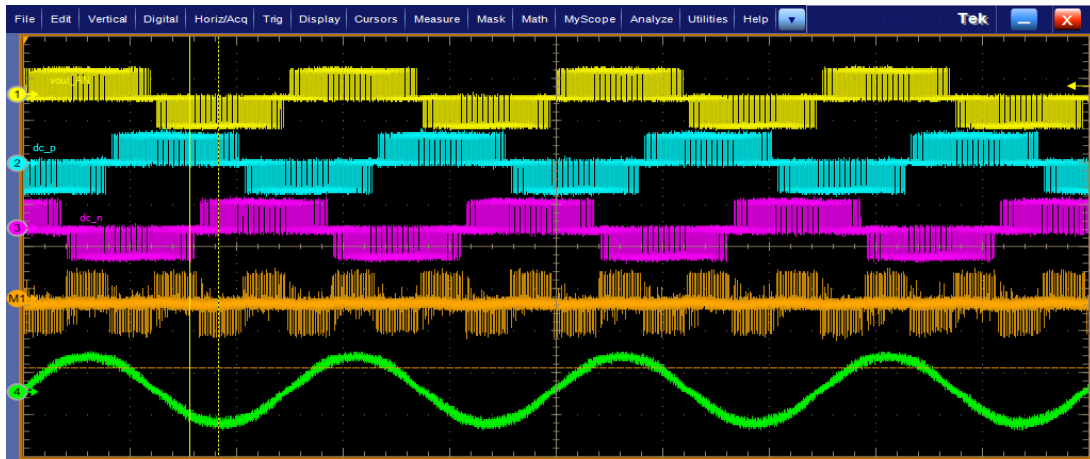 File Edit Vertical Digital Horiz/Acq Trig Display Cursors Measure Mask Math MyScope Analyze Utilities Help Tek X
1
2 dc_p
3 dc_n
M1
4